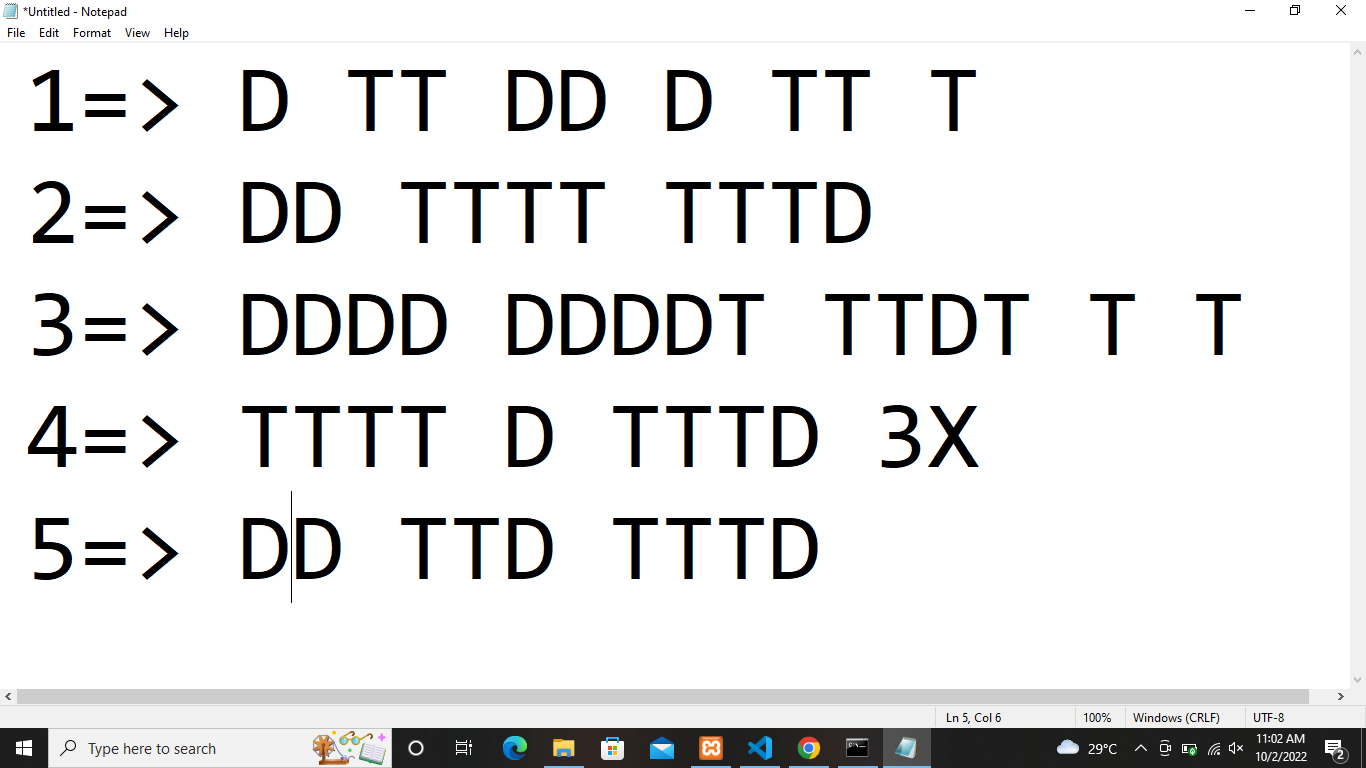 *Untitled - Notepad
File Edit Format View Help
1=> D TT DD D TT T
2=> DD TTTT TTTD
3=> DDDD DDDDT TTDT T T
4=> TTTT D TTTD 3X
5=> DD TTD TTTD
Ln 5, Col 6 100% Windows (CRLF) UTF-8
Type here to search 29°C 11:02 AM
10/2/2022 2